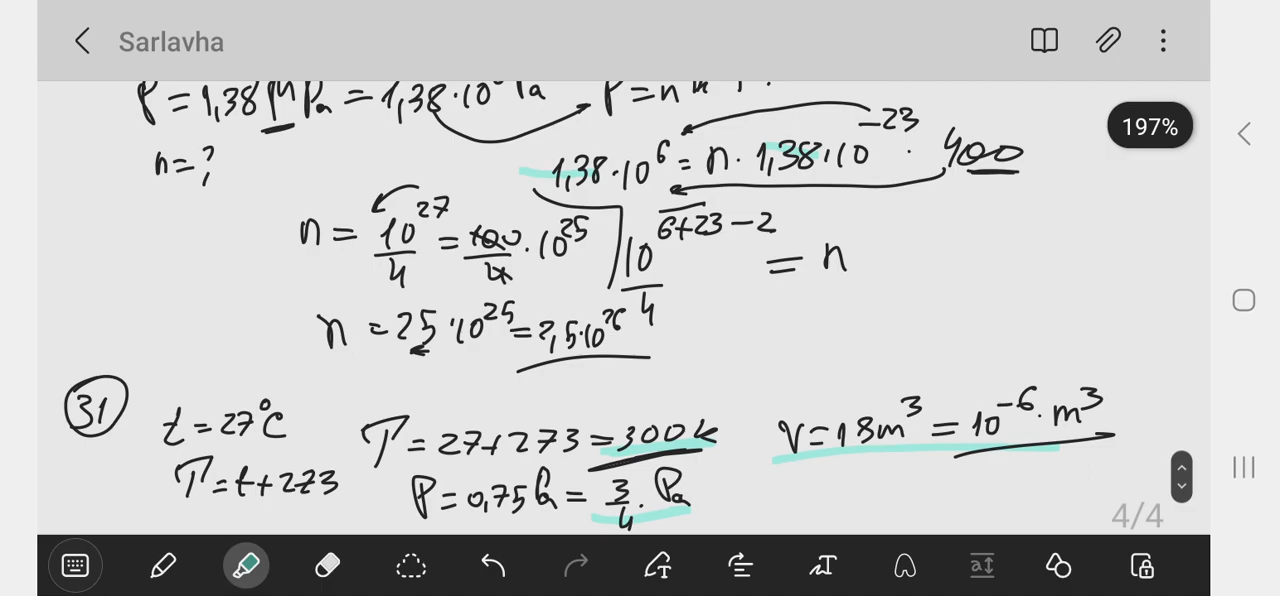 Sarlavha
P = 1,38 M Pa = 1,38 · 10⁶ Pa P = n k T
197%
n = ?
1,38 · 10⁶ = n · 1,38 · 10⁻²³ · 400
n = 10²⁷/4 = 100/4 · 10²⁵ 10⁶⁺²³⁻²/4 = n
n = 25 · 10²⁵ = 2,5 · 10²⁶
31 t = 27°C T = 27 + 273 = 300 k V = 1 8m³ = 10⁻⁶ · m³
T = t + 273 P = 0,75 Pa = 3/4 · Pa
4/4